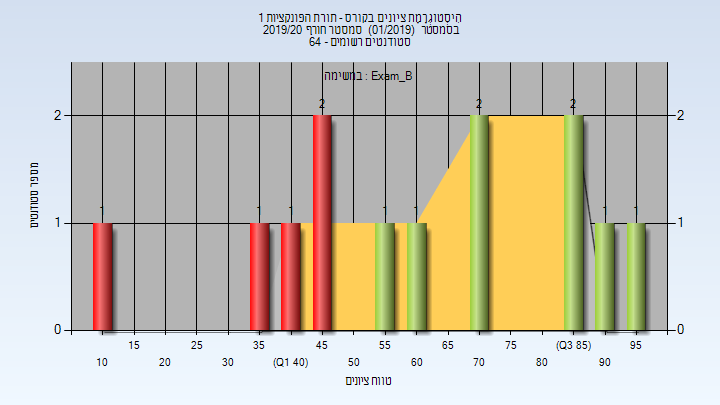 הִיסְטוֹגְרָמַת ציונים בקורס - תורת הפונקציות 1
בסמסטר (01/2019) סמסטר חורף 2019/20
סטודנטים רשומים - 64
במשימה : Exam_B
2 2 2
2 2
1 1 1 1 1 1 1
1 1
0 0
מספר סטודנטים
15 25 35 45 55 65 75 (Q3 85) 95
10 20 30 (Q1 40) 50 60 70 80 90
טווח ציונים